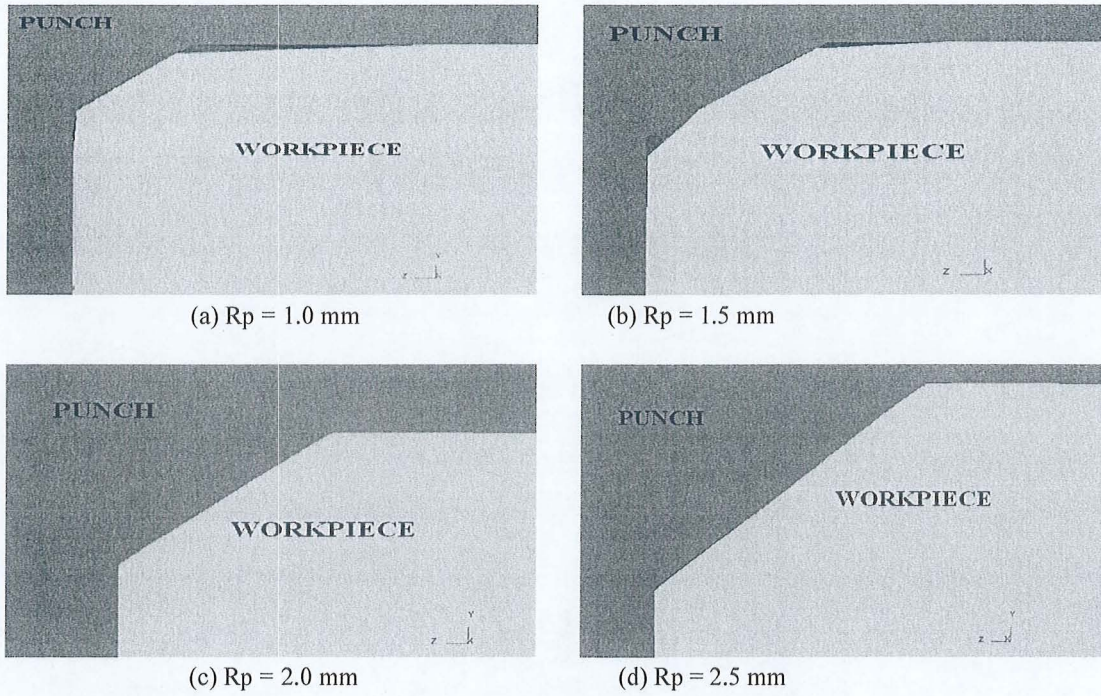 PUNCH
WORKPIECE
Z
Y
X
(a) Rp = 1.0 mm
PUNCH
WORKPIECE
Z
X
(b) Rp = 1.5 mm
PUNCH
WORKPIECE
Y
Z
X
(c) Rp = 2.0 mm
PUNCH
WORKPIECE
Y
Z
X
(d) Rp = 2.5 mm